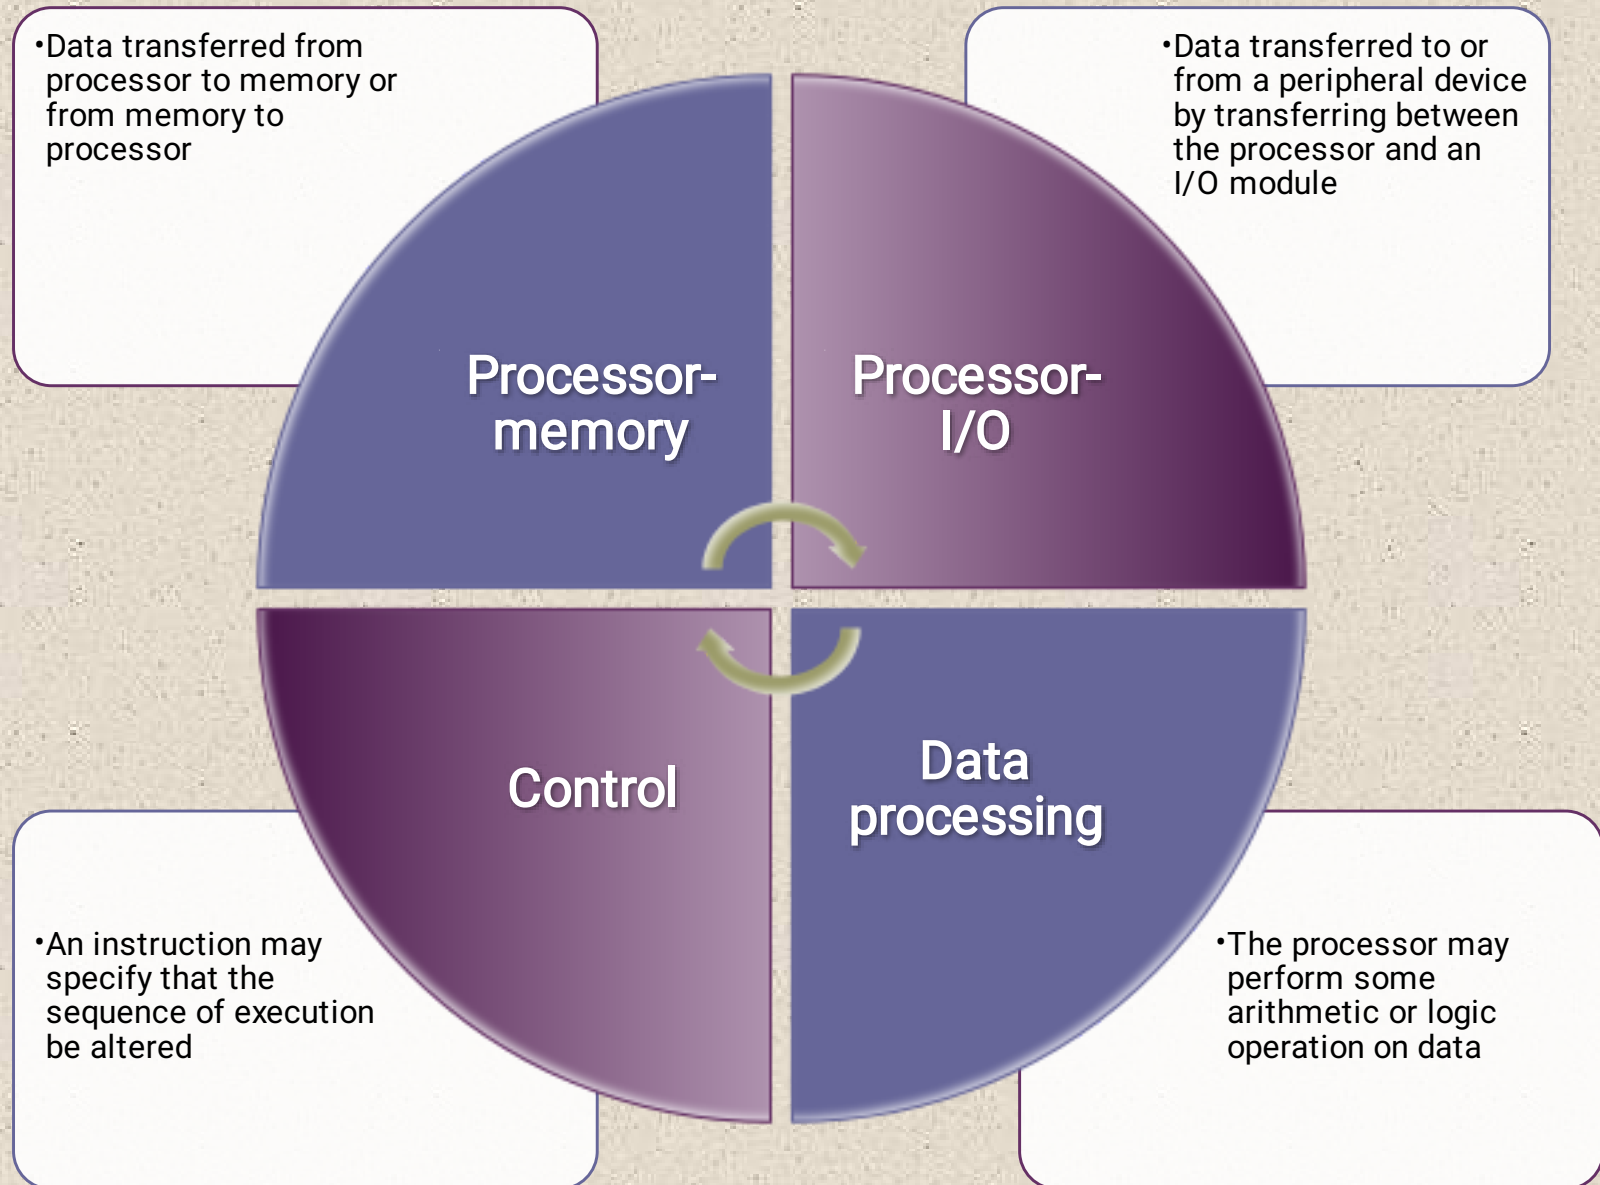 •Data transferred from
processor to memory or
from memory to
processor
•Data transferred to or
from a peripheral device
by transferring between
the processor and an
I/O module
Processor-
memory
Processor-
I/O
Control
Data
processing
•An instruction may
specify that the
sequence of execution
be altered
•The processor may
perform some
arithmetic or logic
operation on data